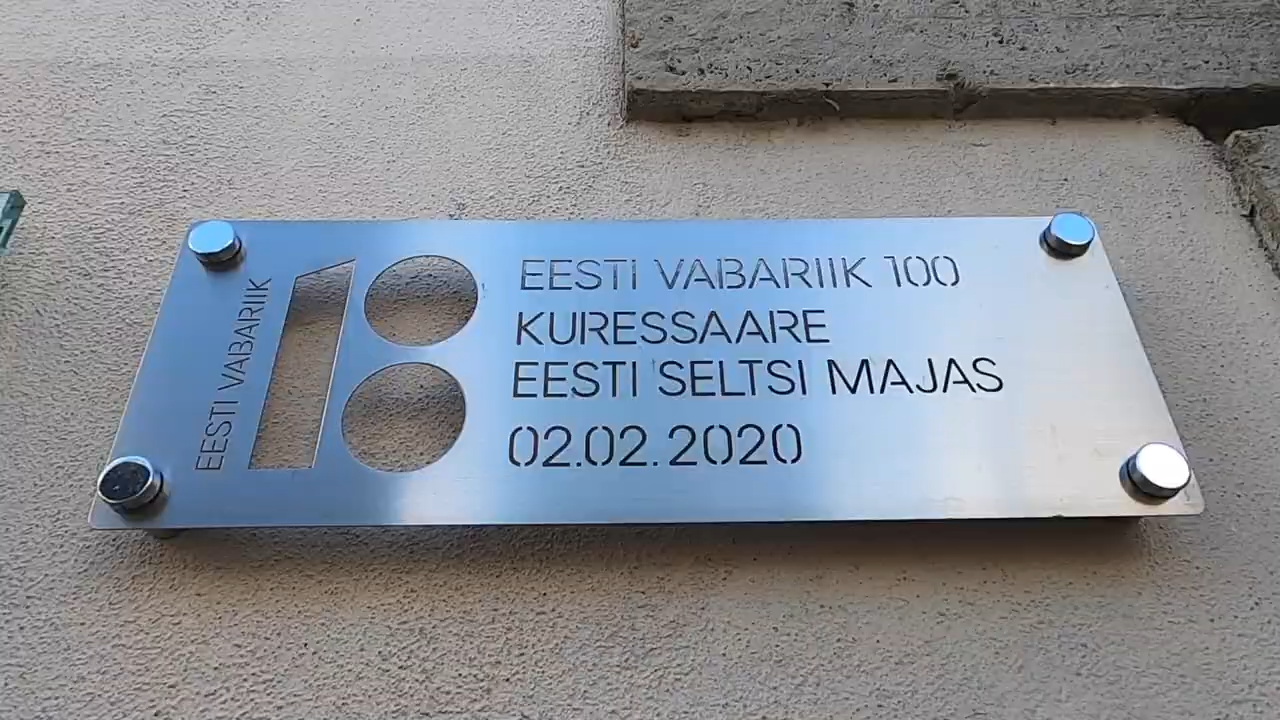 EESTI VABARIIK
EESTI VABARIIK 100
KURESSAARE
EESTI SELTSI MAJAS
02.02.2020